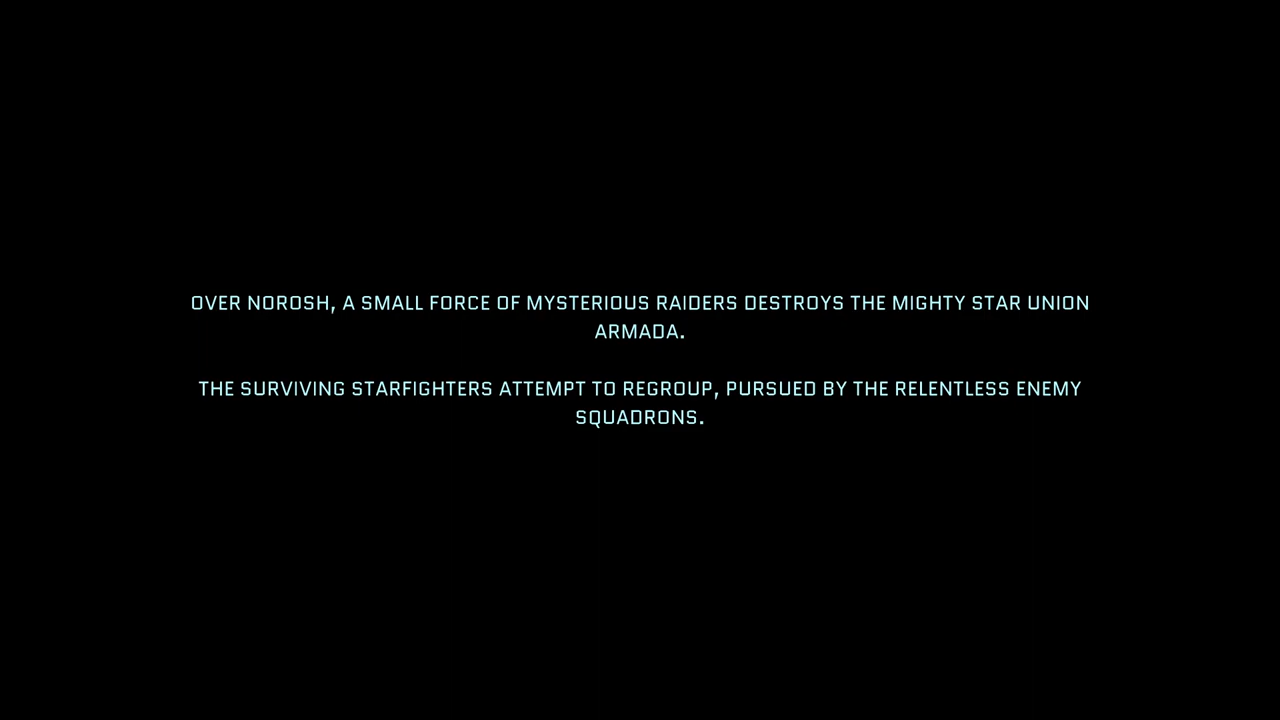 OVER NOROSH, A SMALL FORCE OF MYSTERIOUS RAIDERS DESTROYS THE MIGHTY STAR UNION
ARMADA.
THE SURVIVING STARFIGHTERS ATTEMPT TO REGROUP, PURSUED BY THE RELENTLESS ENEMY
SQUADRONS.